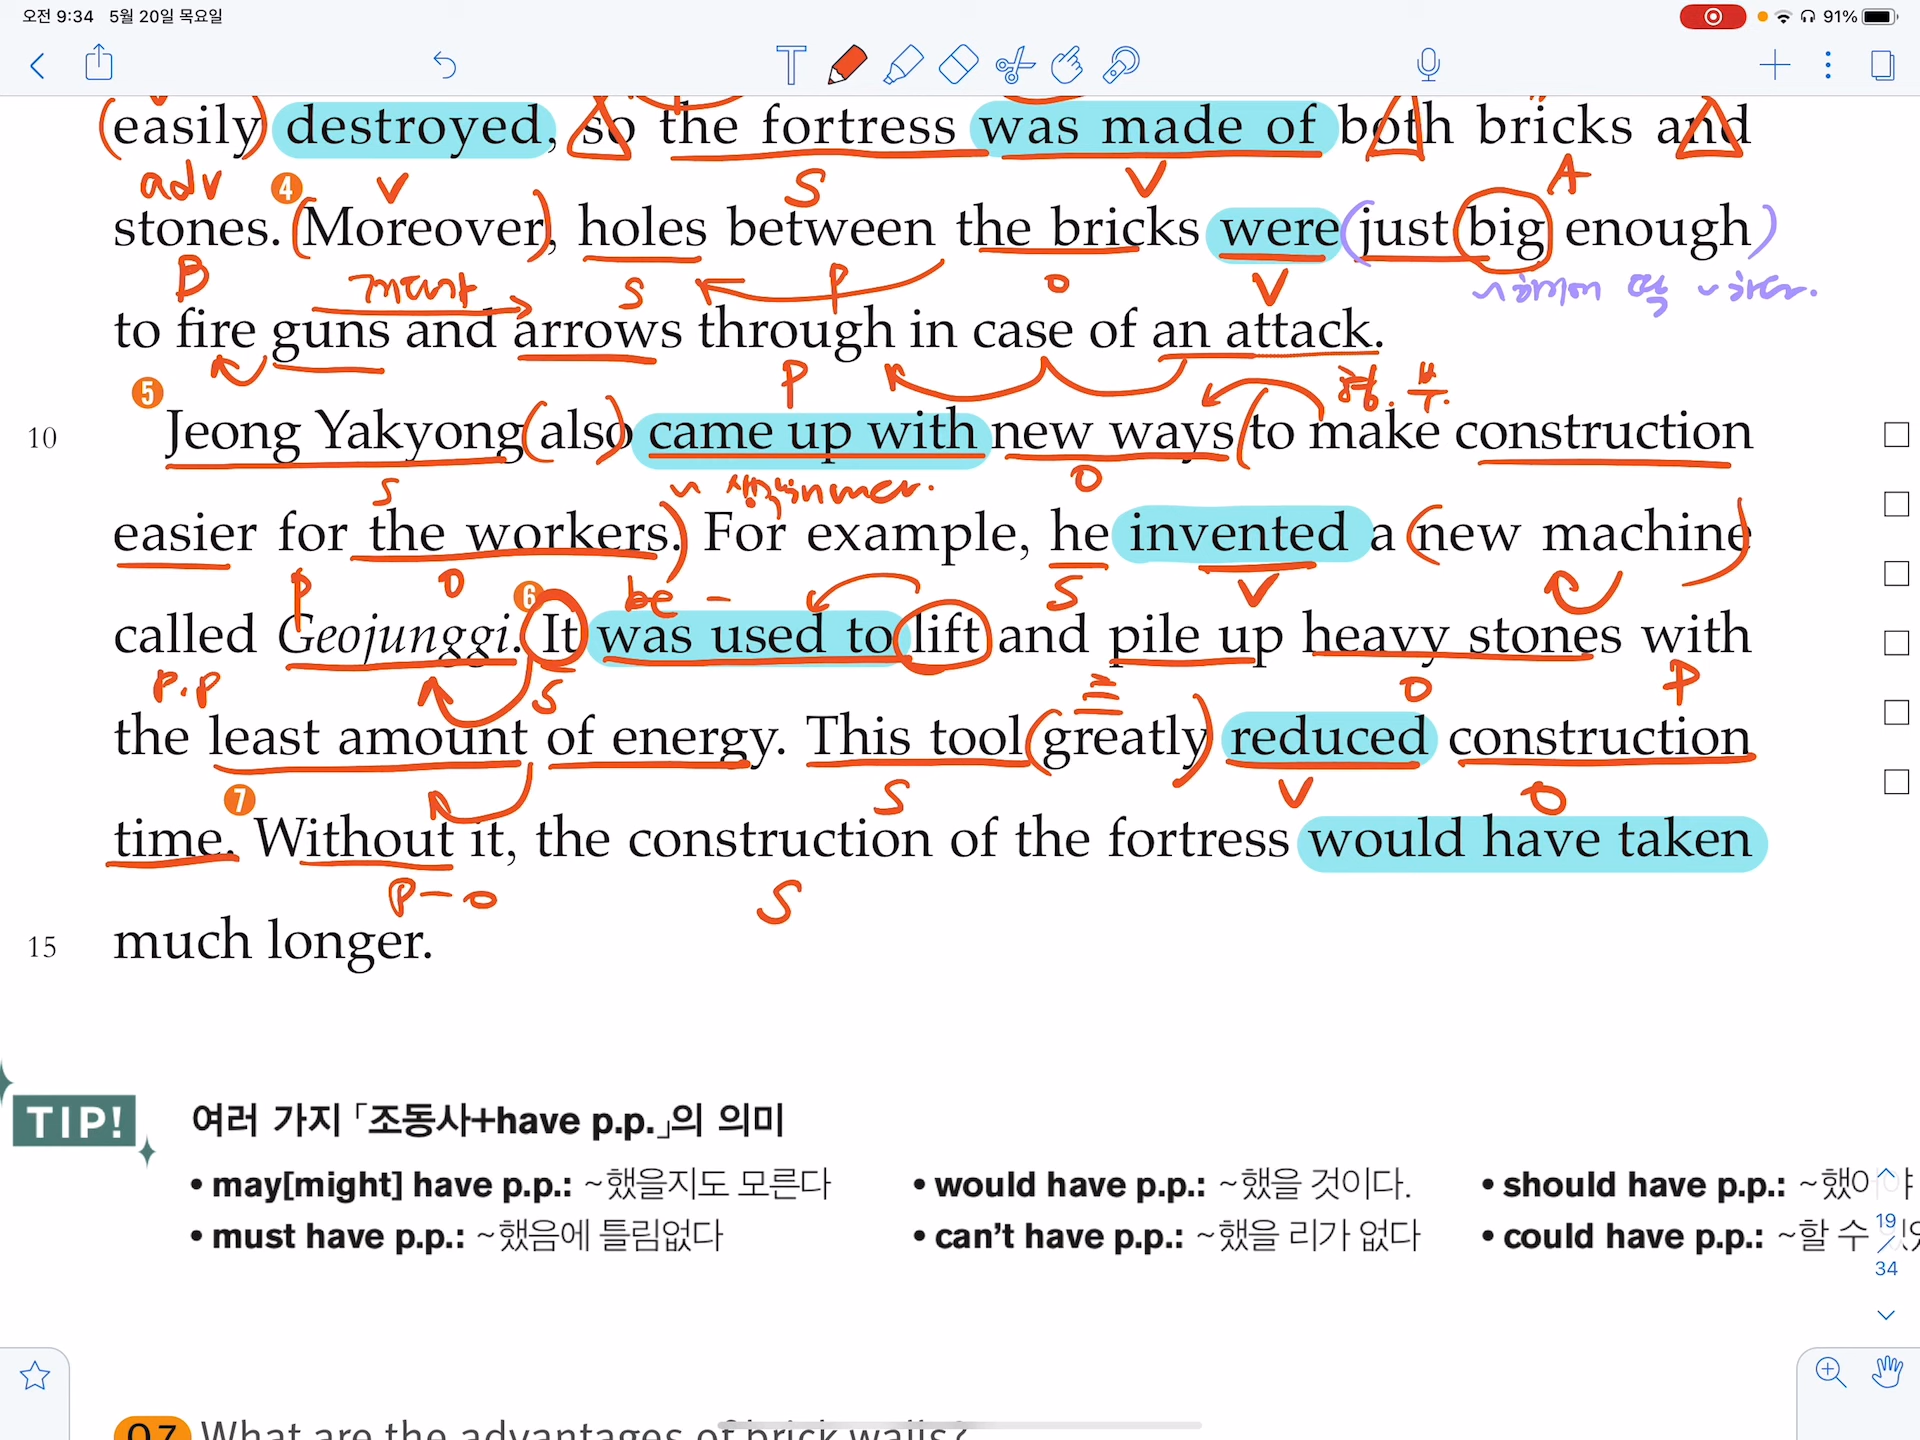 오전 9:34 5월 20일 목요일
91%
(easily) destroyed, so the fortress was made of both bricks and
adv V S V A
④
stones. (Moreover), holes between the bricks were (just big enough)
B 게다가 S P O V
to fire guns and arrows through in case of an attack.
P
⑤
10 Jeong Yakyong (also) came up with new ways (to make construction
S O
easier for the workers.) For example, he invented a (new machine)
P O be S V
⑥
called Geojunggi. It was used to lift and pile up heavy stones with
p.p S O P
the least amount of energy. This tool (greatly) reduced construction
S V O
⑦
time. Without it, the construction of the fortress would have taken
P - O S
15 much longer.
TIP! 여러 가지 「조동사+have p.p.」의 의미
• may[might] have p.p.: ~했을지도 모른다 • would have p.p.: ~했을 것이다. • should have p.p.: ~했어야
• must have p.p.: ~했음에 틀림없다 • can't have p.p.: ~했을 리가 없다 • could have p.p.: ~할 수
19
/
34
Q7 What are the advantages of brick walls?